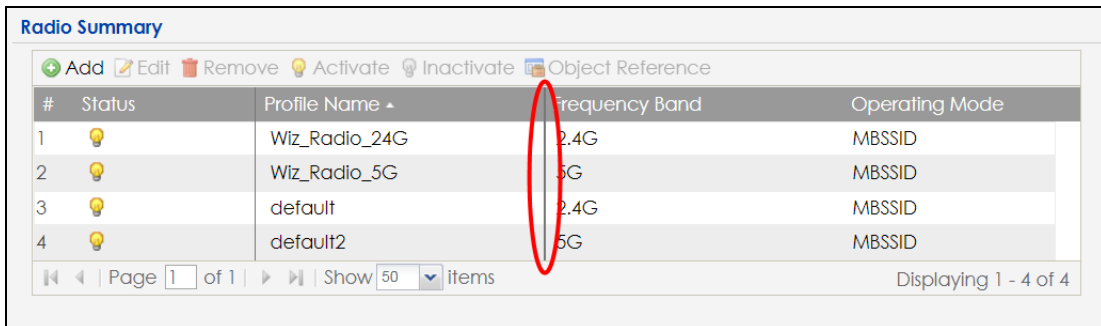 Radio Summary
Add Edit Remove Activate Inactivate Object Reference
# Status Profile Name Frequency Band Operating Mode
1 Wiz_Radio_24G 2.4G MBSSID
2 Wiz_Radio_5G 5G MBSSID
3 default 2.4G MBSSID
4 default2 5G MBSSID
Page 1 of 1 Show 50 items Displaying 1 - 4 of 4